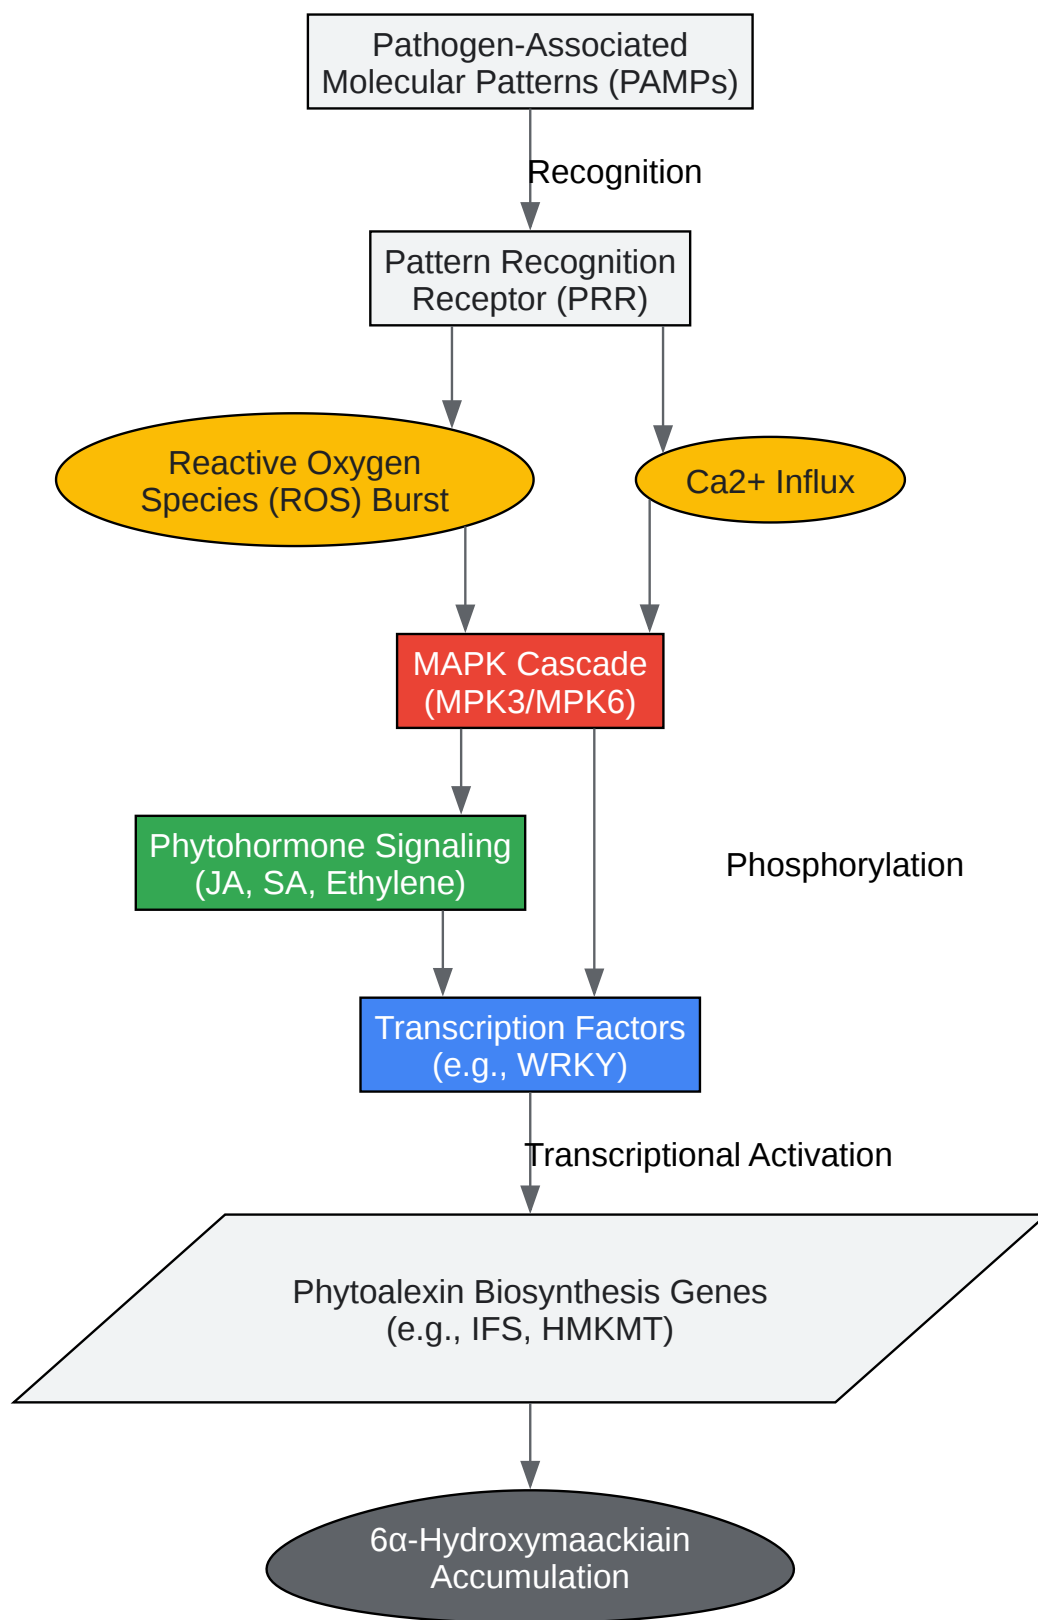 Pathogen-Associated
Molecular Patterns (PAMPs)
Recognition
Pattern Recognition
Receptor (PRR)
Reactive Oxygen
Species (ROS) Burst
Ca2+ Influx
MAPK Cascade
(MPK3/MPK6)
Phytohormone Signaling
(JA, SA, Ethylene)
Phosphorylation
Transcription Factors
(e.g., WRKY)
Transcriptional Activation
Phytoalexin Biosynthesis Genes
(e.g., IFS, HMKMT)
6α-Hydroxymaackiain
Accumulation